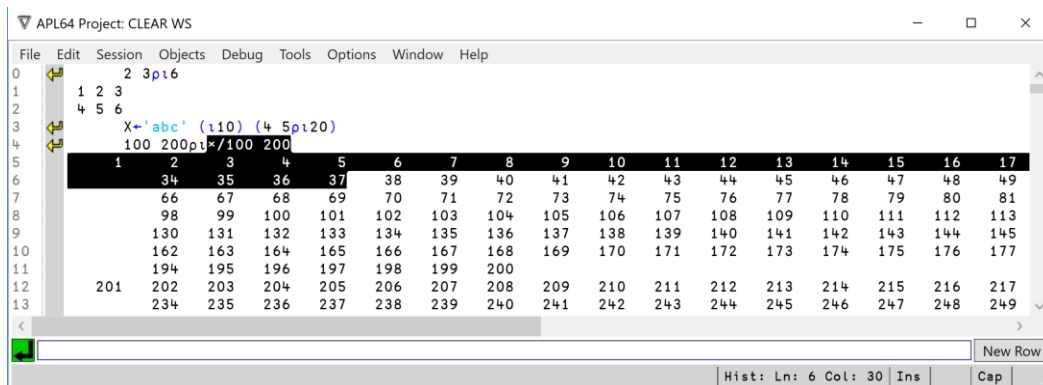 APL64 Project: CLEAR WS
File Edit Session Objects Debug Tools Options Window Help
0 2 3⍴⍳6
1 1 2 3
2 4 5 6
3 X←'abc' (⍳10) (4 5⍴⍳20)
4 100 200⍴⍳×/100 200
5 1 2 3 4 5 6 7 8 9 10 11 12 13 14 15 16 17
6 34 35 36 37 38 39 40 41 42 43 44 45 46 47 48 49
7 66 67 68 69 70 71 72 73 74 75 76 77 78 79 80 81
8 98 99 100 101 102 103 104 105 106 107 108 109 110 111 112 113
9 130 131 132 133 134 135 136 137 138 139 140 141 142 143 144 145
10 162 163 164 165 166 167 168 169 170 171 172 173 174 175 176 177
11 194 195 196 197 198 199 200
12 201 202 203 204 205 206 207 208 209 210 211 212 213 214 215 216 217
13 234 235 236 237 238 239 240 241 242 243 244 245 246 247 248 249
New Row
Hist: Ln: 6 Col: 30 Ins Cap